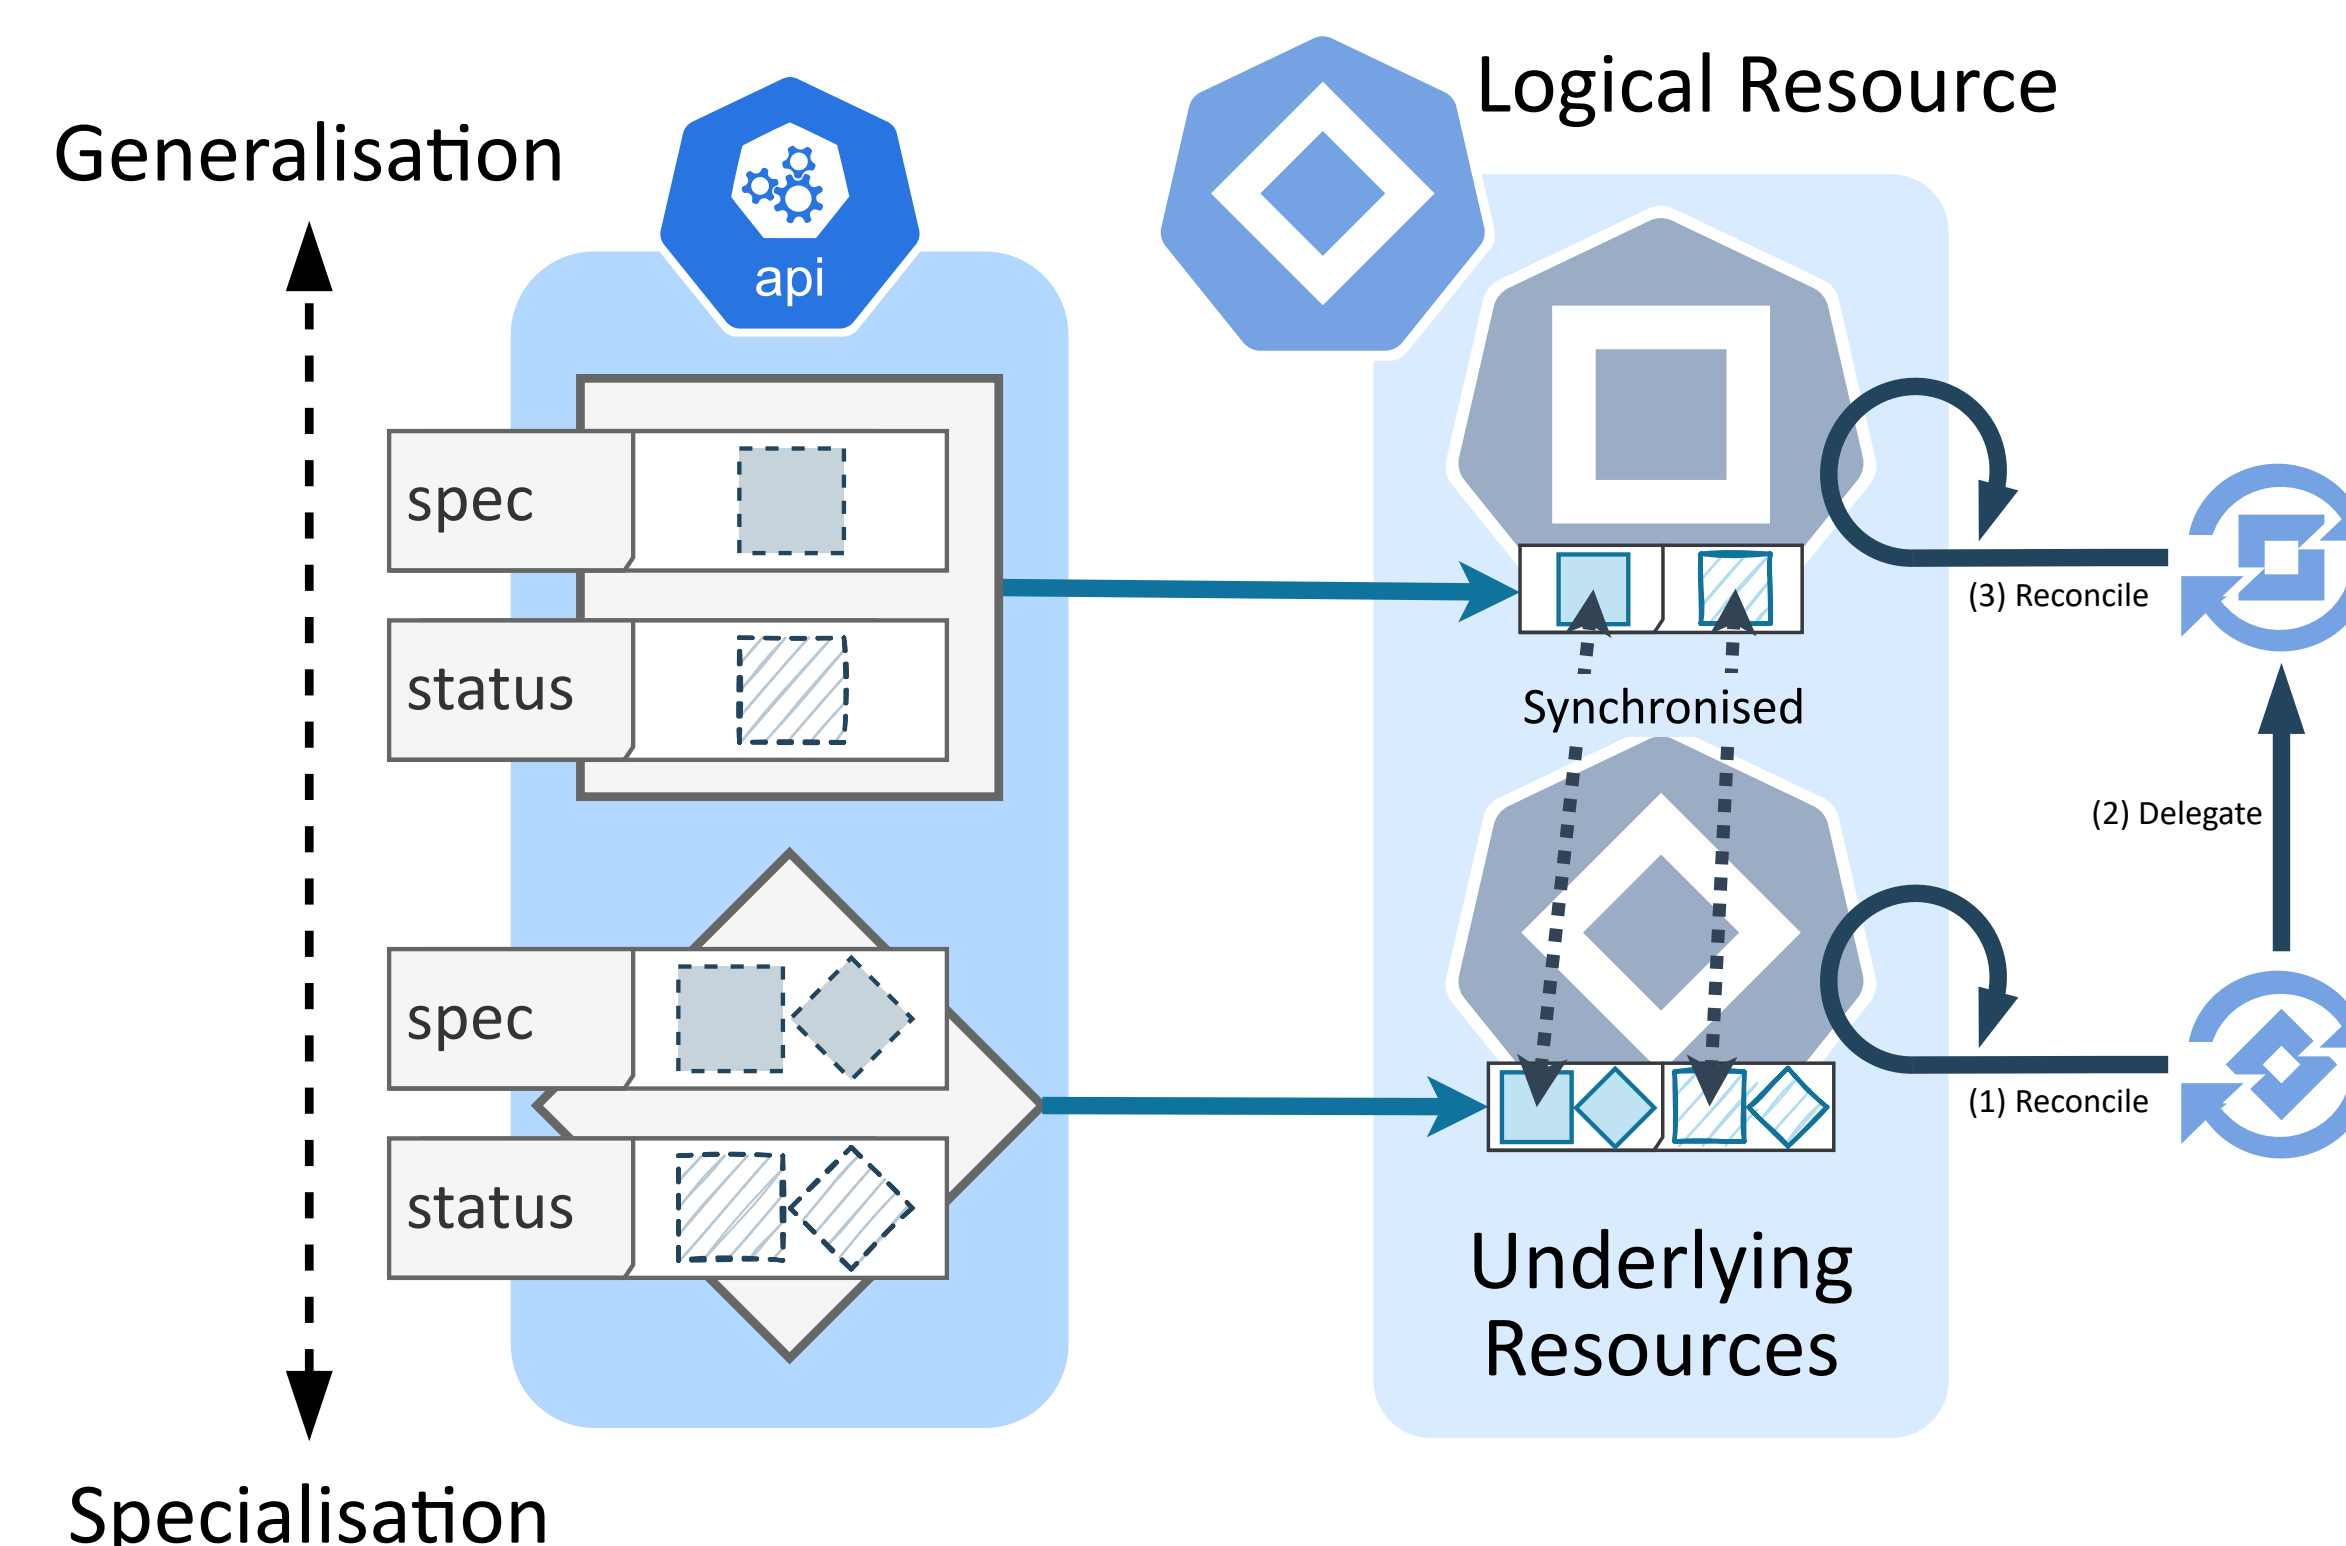 Logical Resource
Generalisation
api
spec
status
(3) Reconcile
Synchronised
(2) Delegate
spec
status
(1) Reconcile
Underlying
Resources
Specialisation